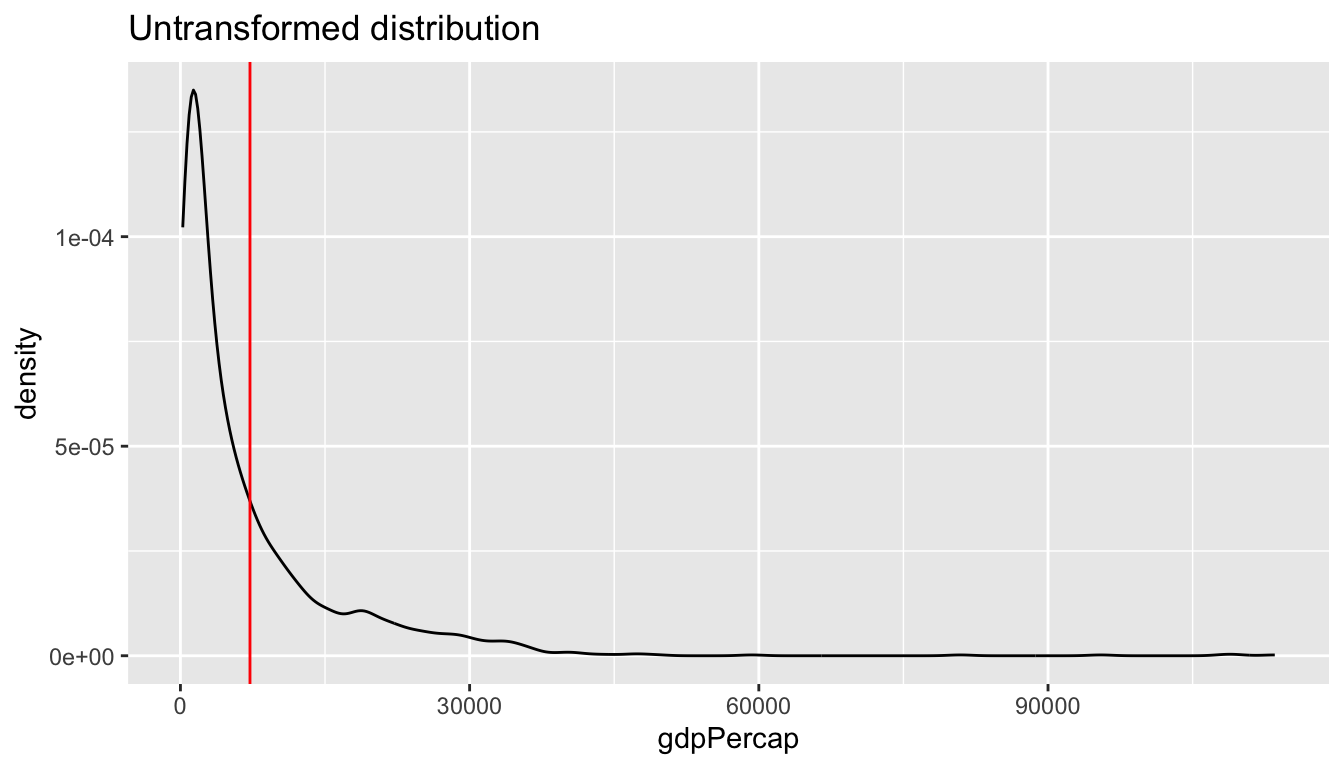 Untransformed distribution
1e-04
5e-05
0e+00
density
0
30000
60000
90000
gdpPercap